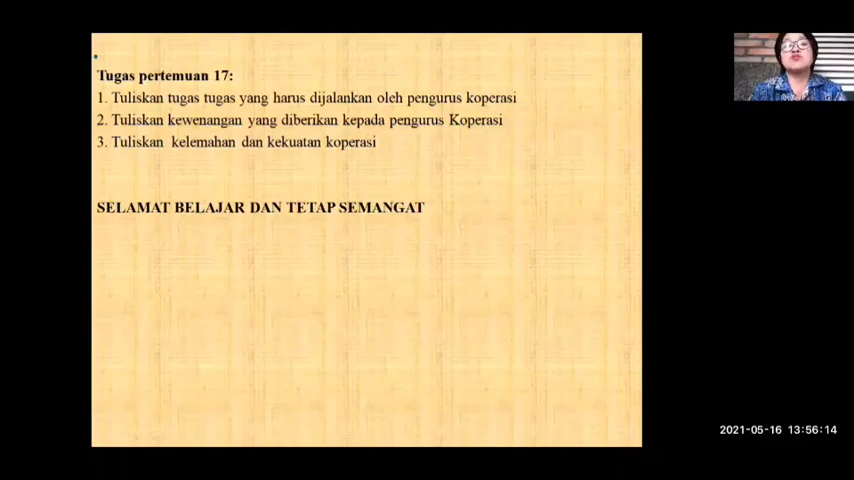 Tugas pertemuan 17:
1. Tuliskan tugas tugas yang harus dijalankan oleh pengurus koperasi
2. Tuliskan kewenangan yang diberikan kepada pengurus Koperasi
3. Tuliskan kelemahan dan kekuatan koperasi
SELAMAT BELAJAR DAN TETAP SEMANGAT
2021-05-16 13:56:14